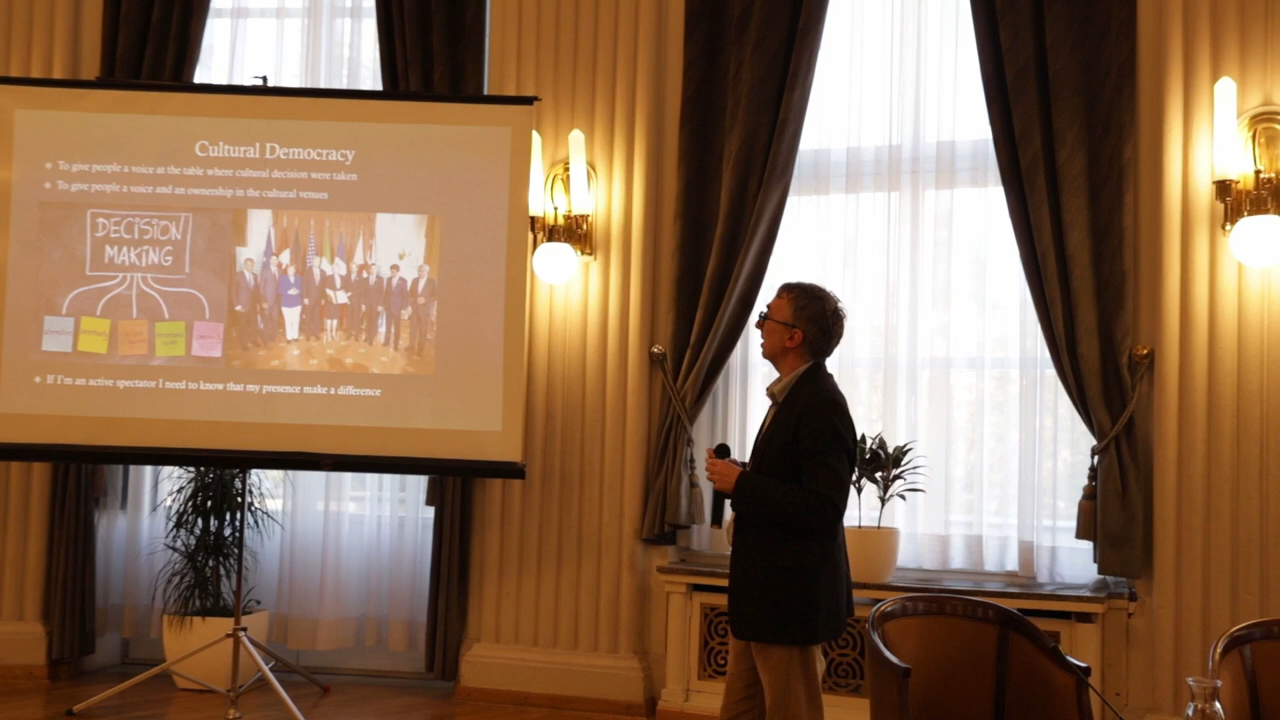 Cultural Democracy
To give people a voice at the table where cultural decision were taken
To give people a voice and an ownership in the cultural venues
DECISION
MAKING
If I'm an active spectator I need to know that my presence make a difference